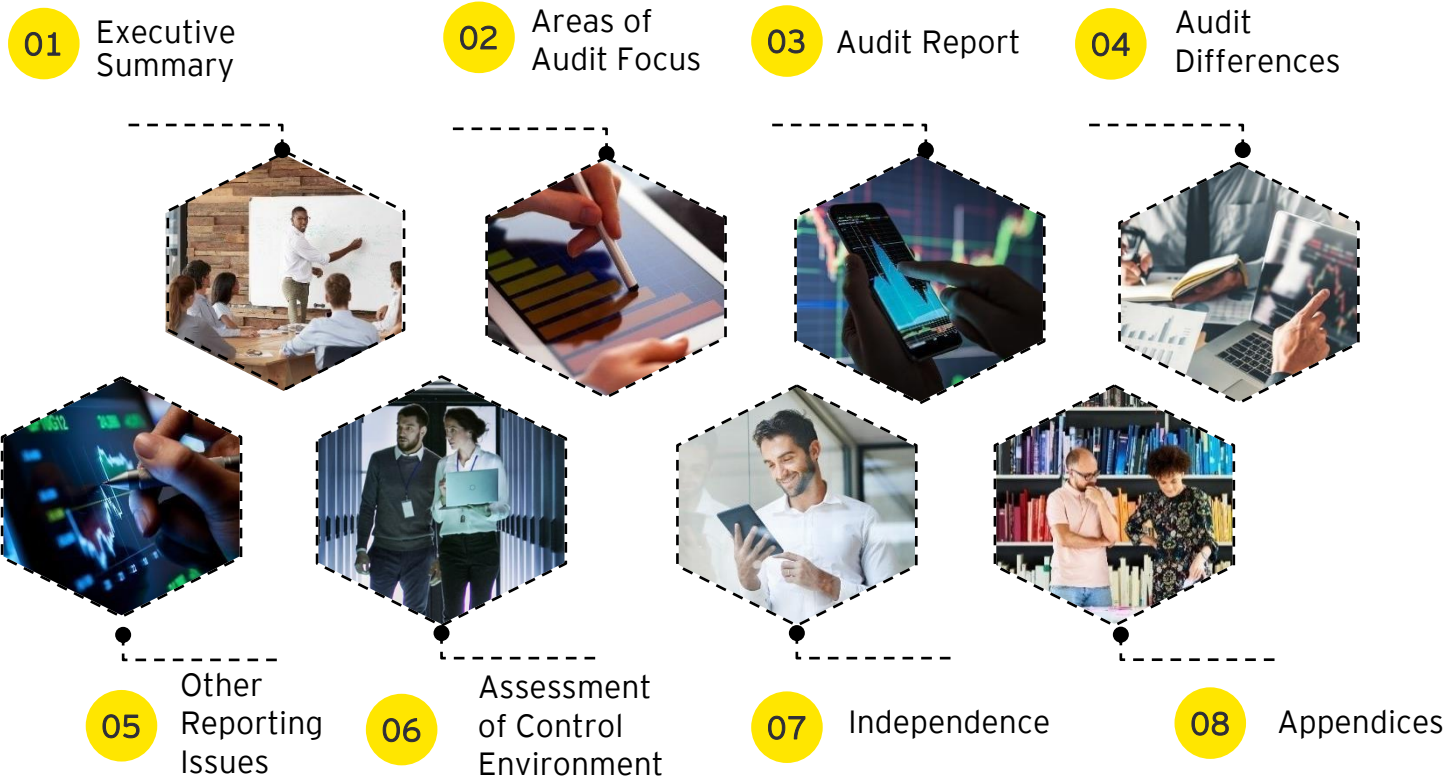 01
Executive
Summary
02
Areas of
Audit Focus
03
Audit Report
04
Audit
Differences
05
Other
Reporting
Issues
06
Assessment
of Control
Environment
07
Independence
08
Appendices